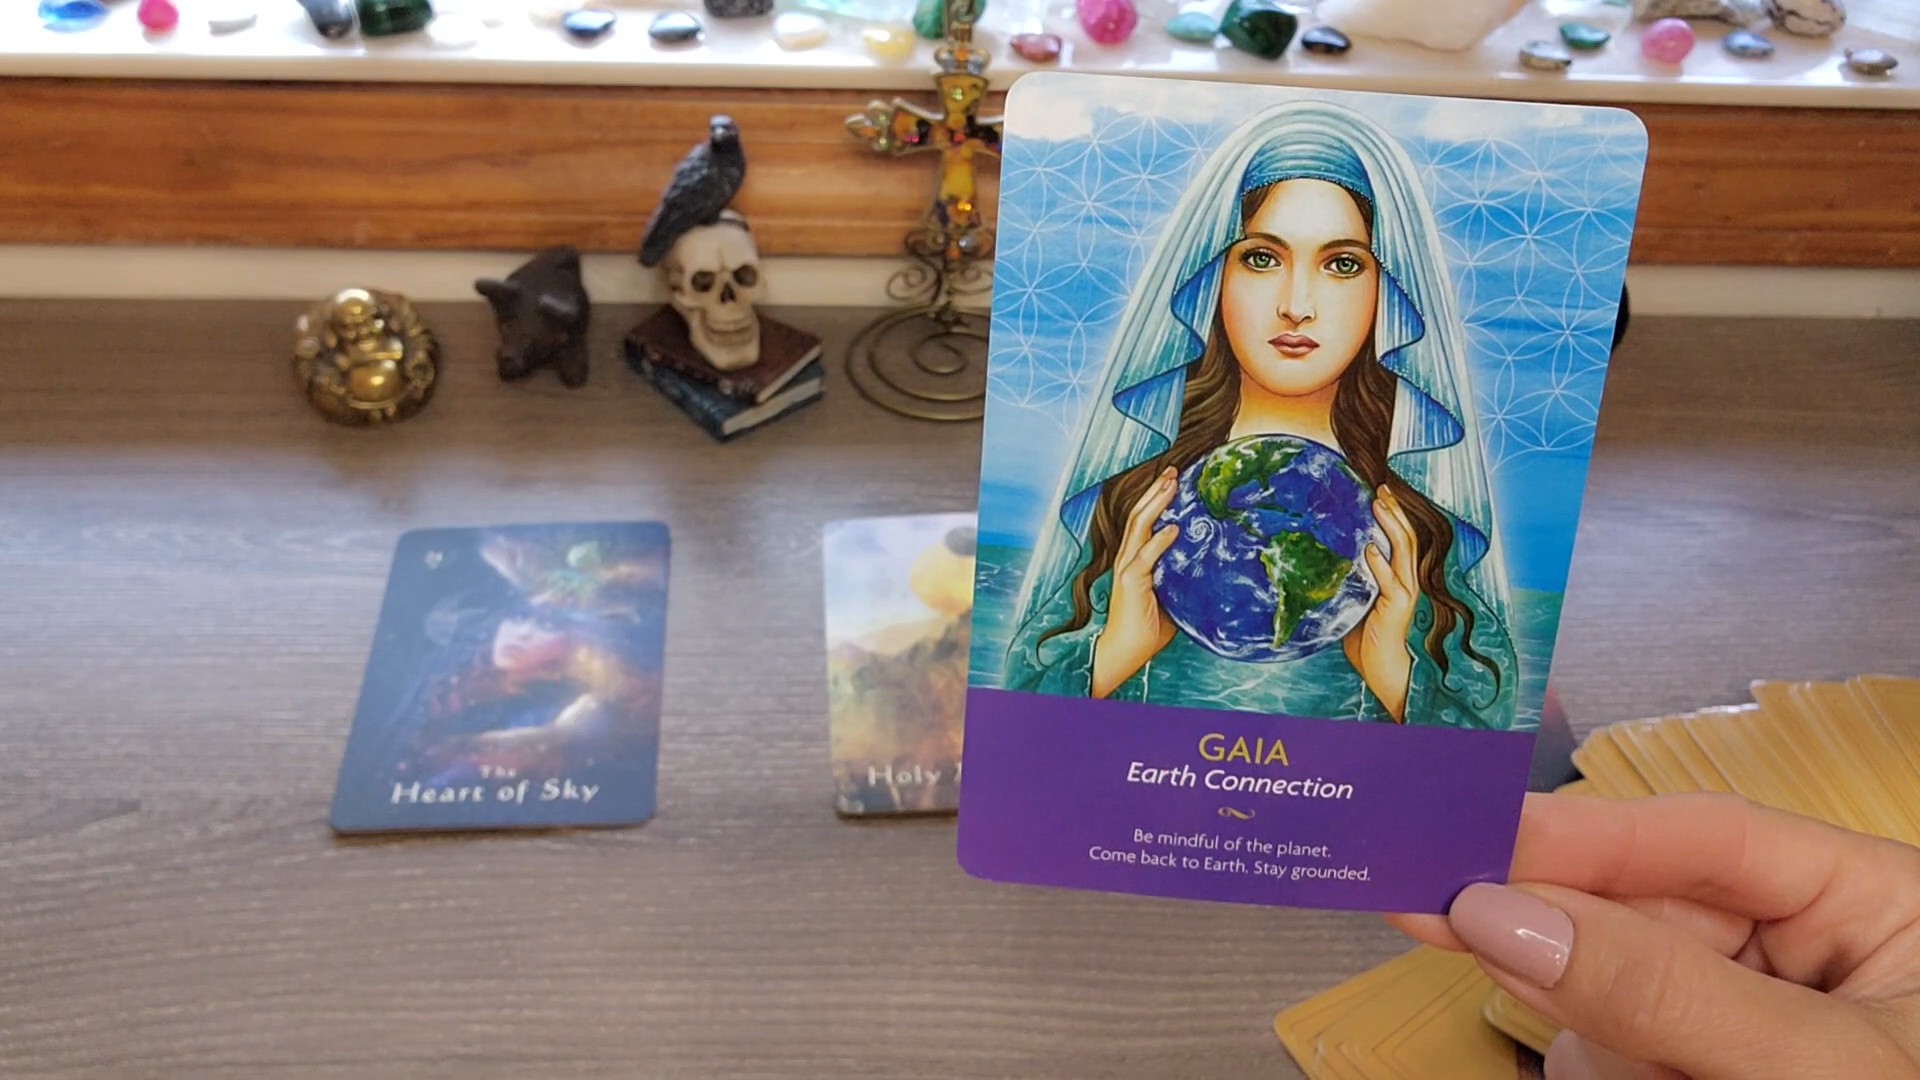 The
Heart of Sky
Holy
GAIA
Earth Connection
Be mindful of the planet.
Come back to Earth. Stay grounded.